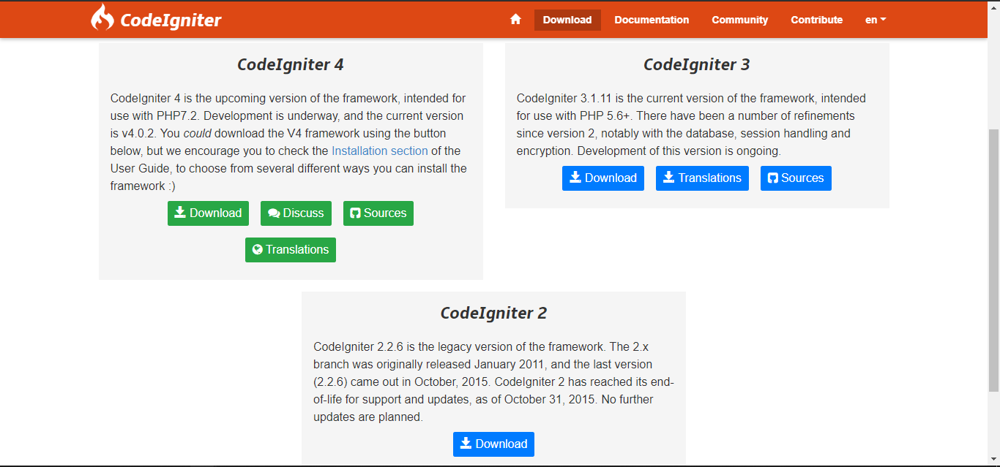 CodeIgniter
Download
Documentation
Community
Contribute
en
CodeIgniter 4
CodeIgniter 4 is the upcoming version of the framework, intended for
use with PHP7.2. Development is underway, and the current version
is v4.0.2. You could download the V4 framework using the button
below, but we encourage you to check the Installation section of the
User Guide, to choose from several different ways you can install the
framework :)
Download
Discuss
Sources
Translations
CodeIgniter 3
CodeIgniter 3.1.11 is the current version of the framework, intended
for use with PHP 5.6+. There have been a number of refinements
since version 2, notably with the database, session handling and
encryption. Development of this version is ongoing.
Download
Translations
Sources
CodeIgniter 2
CodeIgniter 2.2.6 is the legacy version of the framework. The 2.x
branch was originally released January 2011, and the last version
(2.2.6) came out in October, 2015. CodeIgniter 2 has reached its end-
of-life for support and updates, as of October 31, 2015. No further
updates are planned.
Download